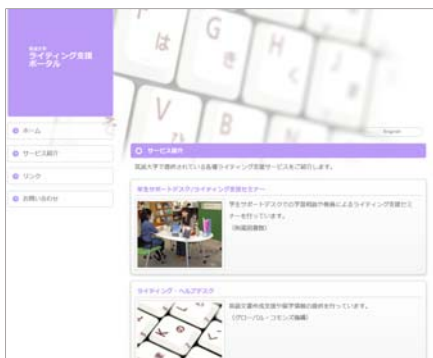 筑波大学
ライティング支援
ポータル
ホーム
サービス紹介
リンク
お問い合わせ
English
サービス紹介
筑波大学で提供されている各種ライティング支援サービスをご紹介します。
学生サポートデスク/ライティング支援セミナー
学生サポートデスクでの学習相談や教員によるライティング支援セミ
ナーを行っています。
(附属図書館)
ライティング・ヘルプデスク
英語文書作成支援や留学情報の提供を行っています。
(グローバル・コモンズ機構)
G
き
H
く
J
は
V
ひ
B
N